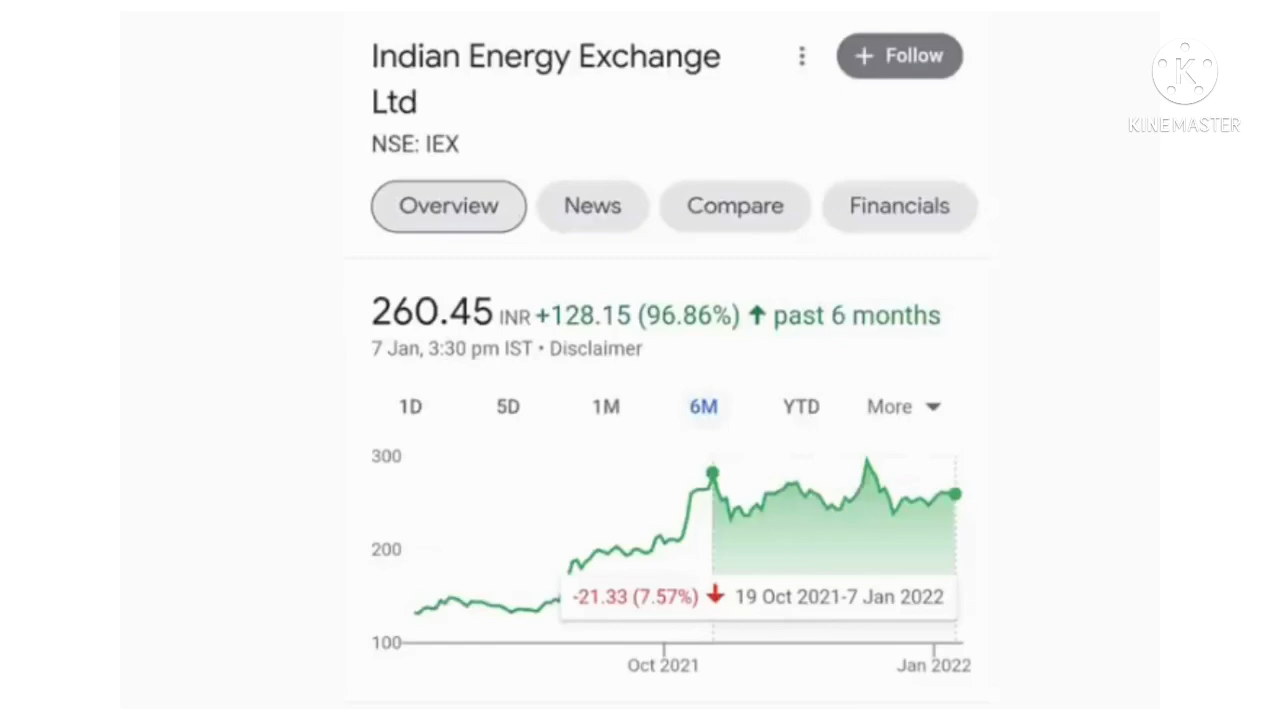 Indian Energy Exchange
Ltd
+ Follow
K
KINEMASTER
NSE: IEX
Overview News Compare Financials
260.45 INR +128.15 (96.86%) ↑ past 6 months
7 Jan, 3:30 pm IST • Disclaimer
1D 5D 1M 6M YTD More
300
200
-21.33 (7.57%) ↓ 19 Oct 2021-7 Jan 2022
100
Oct 2021 Jan 2022